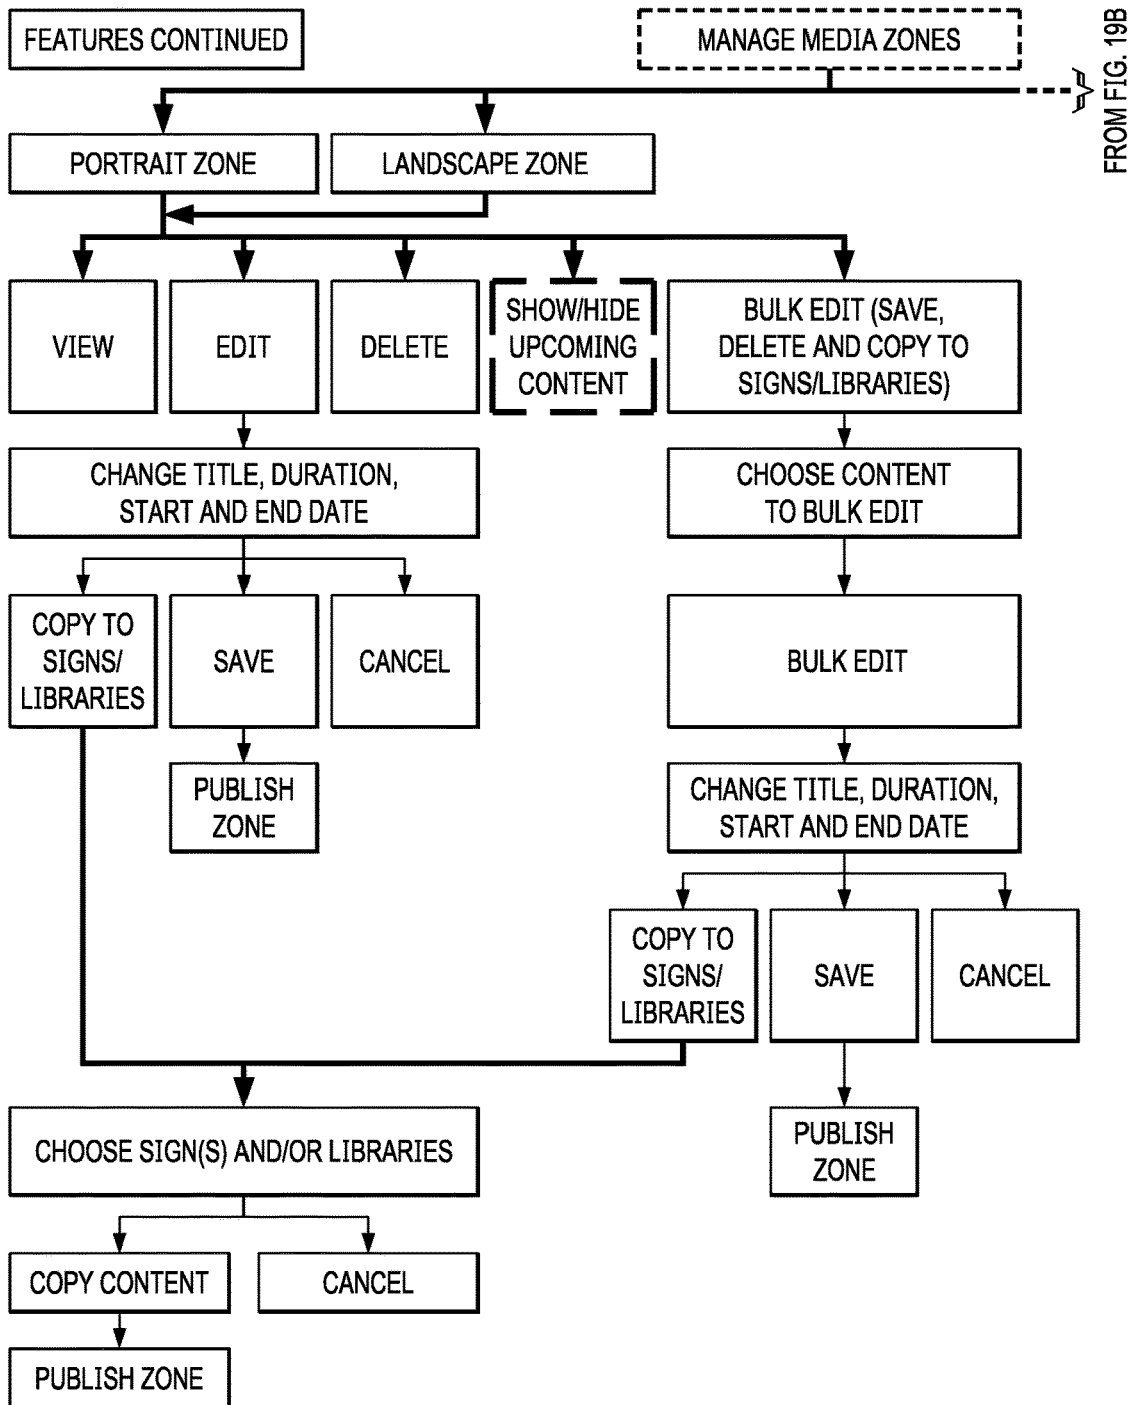 FEATURES CONTINUED
MANAGE MEDIA ZONES
FROM FIG. 19B
PORTRAIT ZONE
LANDSCAPE ZONE
VIEW
EDIT
DELETE
SHOW/HIDE
UPCOMING
CONTENT
BULK EDIT (SAVE,
DELETE AND COPY TO
SIGNS/LIBRARIES)
CHANGE TITLE, DURATION,
START AND END DATE
CHOOSE CONTENT
TO BULK EDIT
COPY TO
SIGNS/
LIBRARIES
SAVE
CANCEL
BULK EDIT
PUBLISH
ZONE
CHANGE TITLE, DURATION,
START AND END DATE
COPY TO
SIGNS/
LIBRARIES
SAVE
CANCEL
CHOOSE SIGN(S) AND/OR LIBRARIES
PUBLISH
ZONE
COPY CONTENT
CANCEL
PUBLISH ZONE